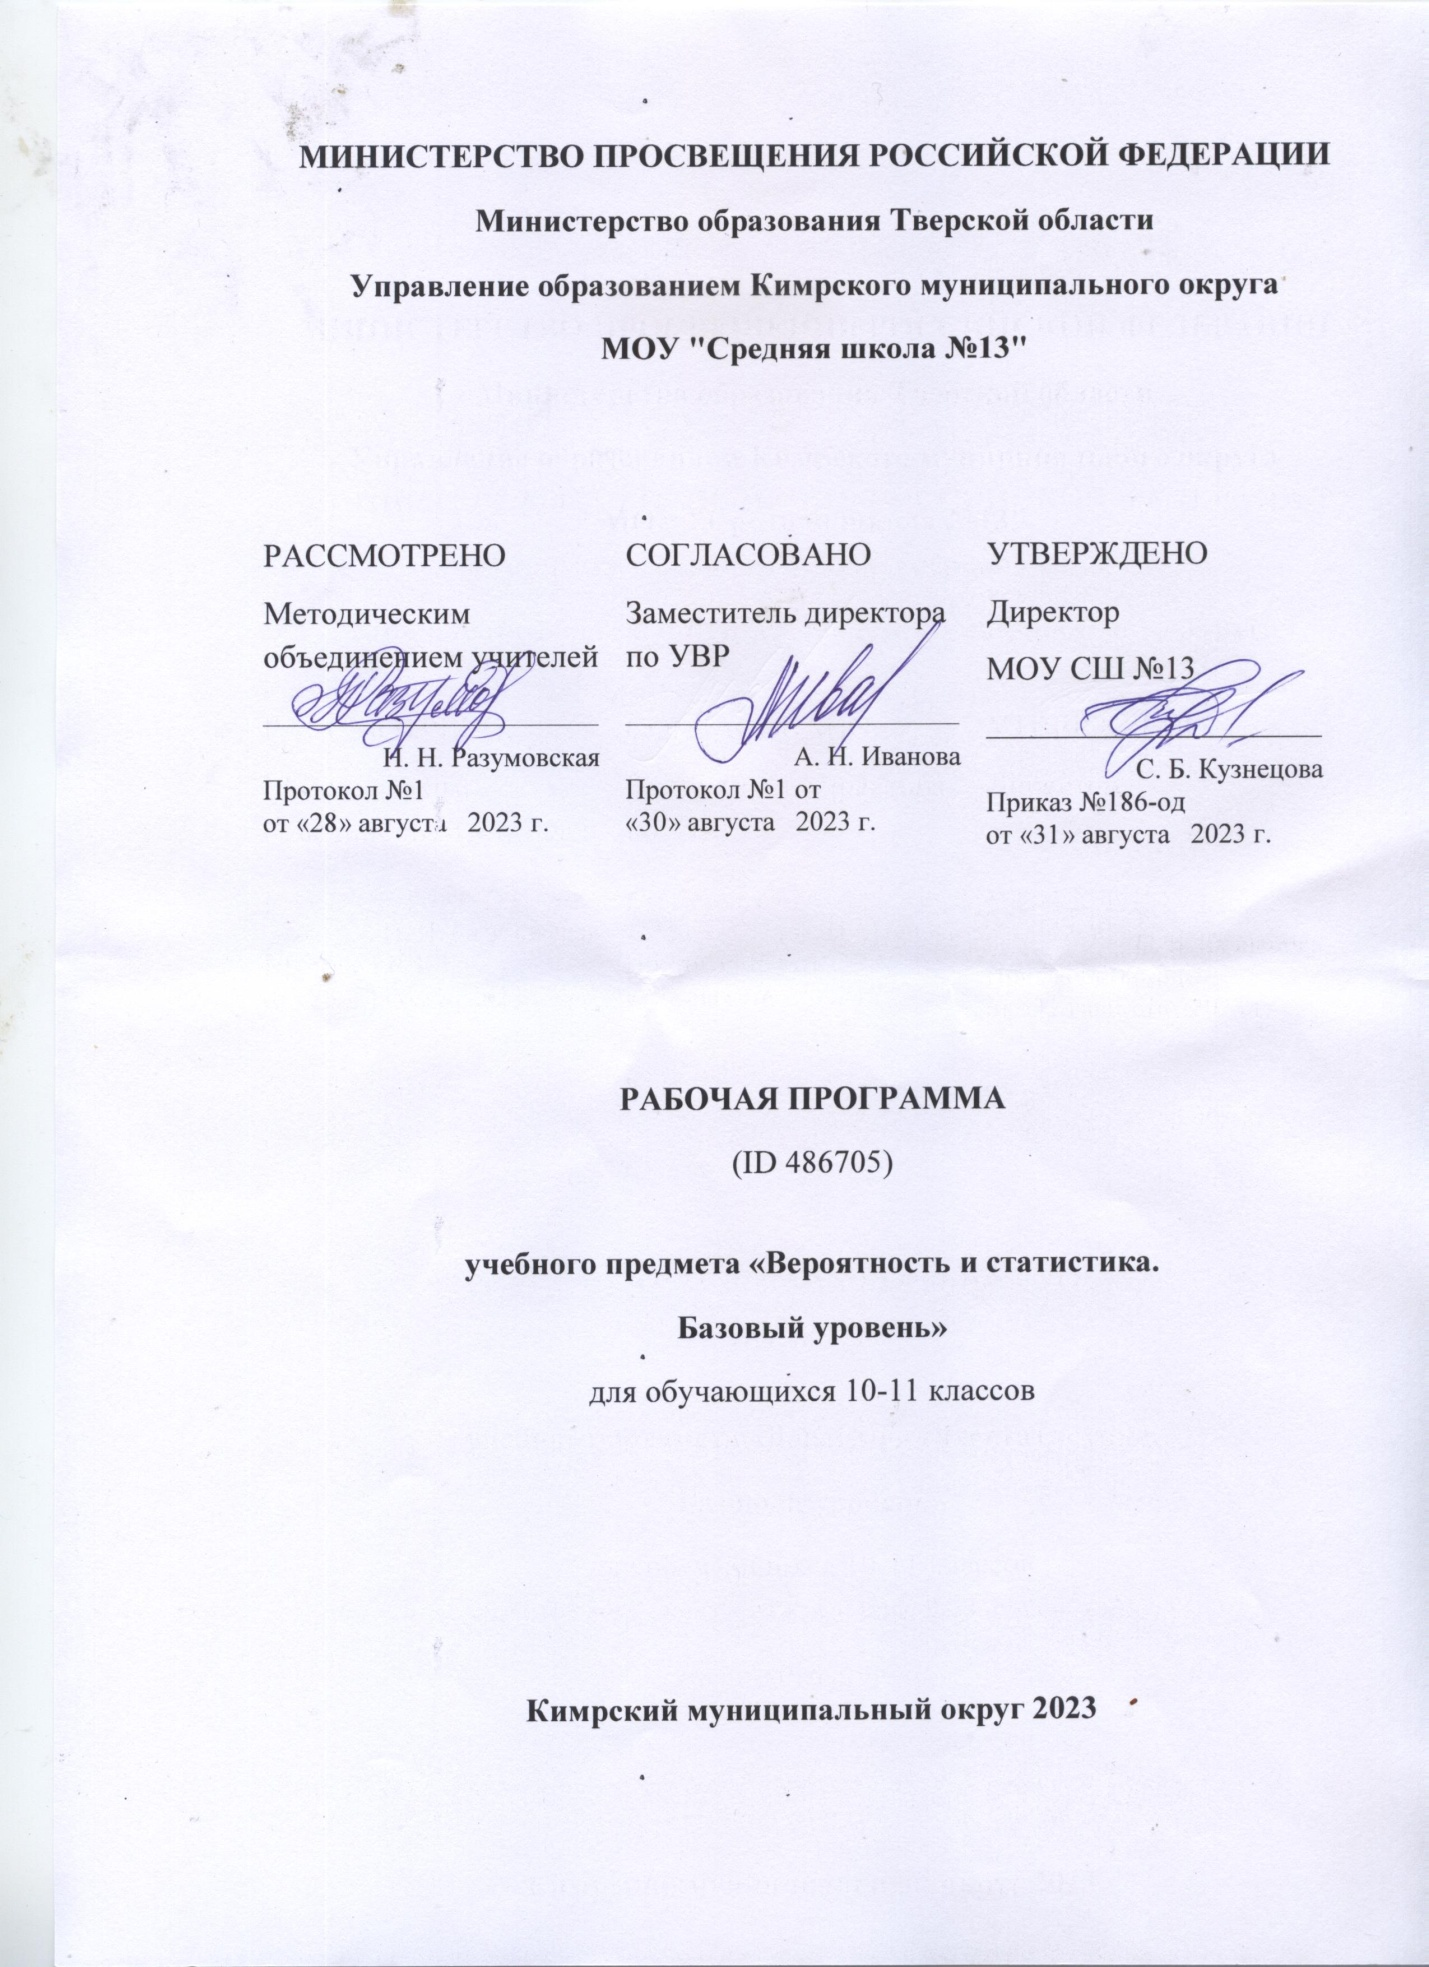 МИНИСТЕРСТВО ПРОСВЕЩЕНИЯ РОССИЙСКОЙ ФЕДЕРАЦИИ
Министерство образования Тверской области
Управление образованием Кимрского муниципального округа
МОУ "Средняя школа №13"
РАССМОТРЕНО
Методическим
объединением учителей
Н. Н. Разумовская
Протокол №1
от «28» августа 2023 г.
СОГЛАСОВАНО
Заместитель директора
по УВР
А. Н. Иванова
Протокол №1 от
«30» августа 2023 г.
УТВЕРЖДЕНО
Директор
МОУ СШ №13
С. Б. Кузнецова
Приказ №186-од
от «31» августа 2023 г.
РАБОЧАЯ ПРОГРАММА
(ID 486705)
учебного предмета «Вероятность и статистика.
Базовый уровень»
для обучающихся 10-11 классов
Кимрский муниципальный округ 2023